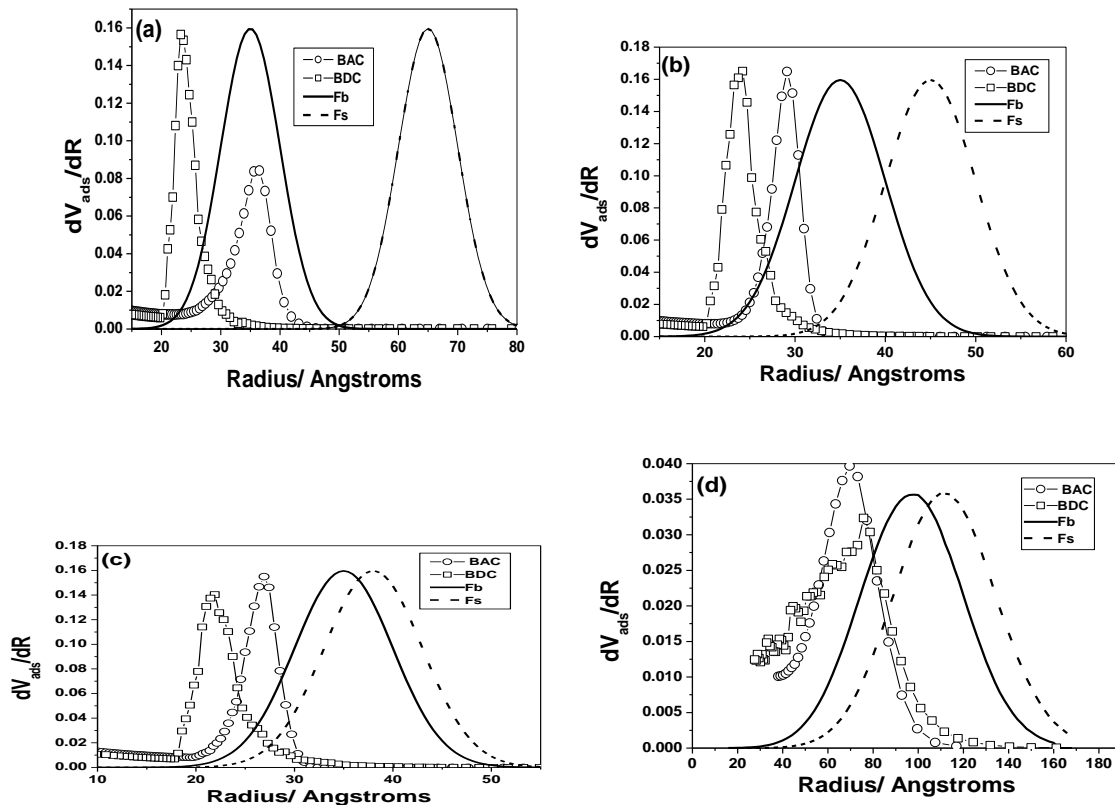 (a)
BAC
BDC
Fb
Fs
dV_ads/dR
0.16
0.14
0.12
0.10
0.08
0.06
0.04
0.02
0.00
20 30 40 50 60 70 80
Radius/ Angstroms
(b)
BAC
BDC
Fb
Fs
dV_ads/dR
0.18
0.16
0.14
0.12
0.10
0.08
0.06
0.04
0.02
0.00
20 30 40 50 60
Radius/ Angstroms
(c)
BAC
BDC
Fb
Fs
dV_ads/dR
0.18
0.16
0.14
0.12
0.10
0.08
0.06
0.04
0.02
0.00
10 20 30 40 50
Radius/ Angstroms
(d)
BAC
BDC
Fb
Fs
dV_ads/dR
0.040
0.035
0.030
0.025
0.020
0.015
0.010
0.005
0.000
0 20 40 60 80 100 120 140 160 180
Radius/ Angstroms